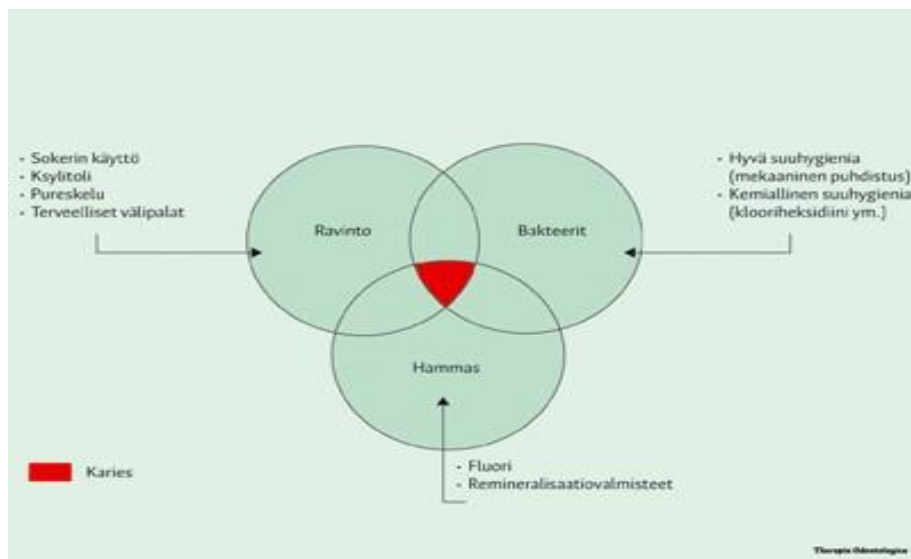 - Sokerin käyttö
- Ksylitoli
- Pureskelu
- Terveelliset välipalat
- Hyvä suuhygienia
(mekaaninen puhdistus)
- Kemiallinen suuhygienia
(klooriheksidiini ym.)
Ravinto
Bakteerit
Hammas
- Fluori
- Remineralisaatiovalmisteet
Karies
Therapia Odontologica